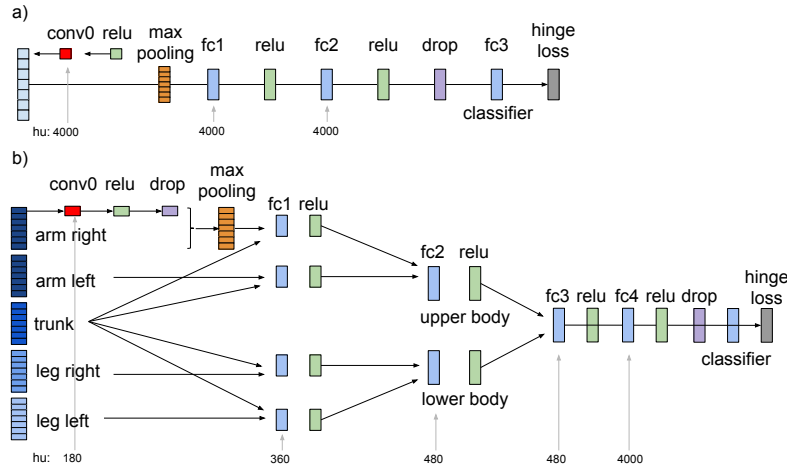 a)
conv0 relu
max pooling
fc1 relu fc2 relu drop fc3
hinge loss
classifier
hu: 4000 4000 4000
b)
conv0 relu drop
max pooling
fc1 relu
arm right
arm left
trunk
leg right
leg left
fc2 relu
upper body
lower body
fc3 relu fc4 relu drop
hinge loss
classifier
hu: 180 360 480 480 4000